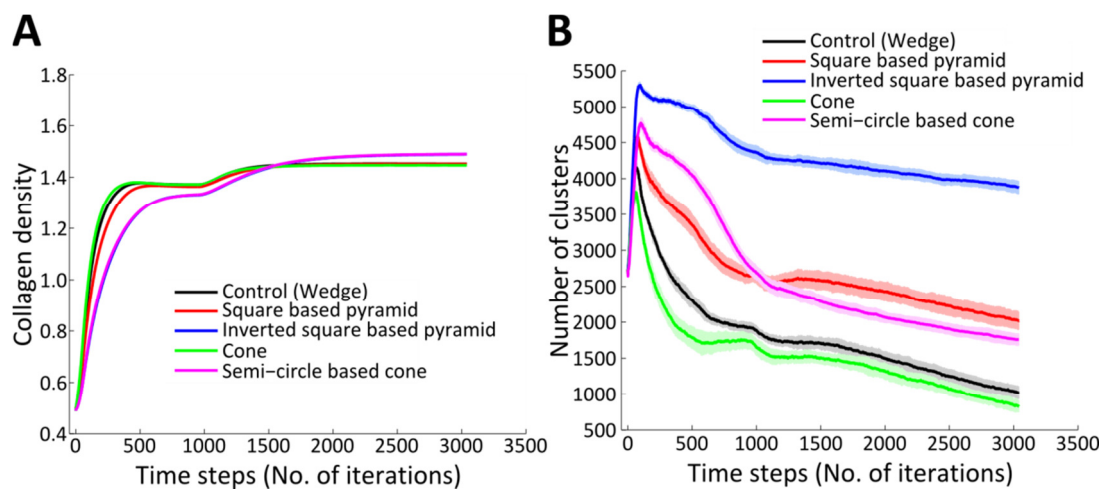 A
Collagen density
1.8
1.6
1.4
1.2
1.0
0.8
0.6
0.4
Control (Wedge)
Square based pyramid
Inverted square based pyramid
Cone
Semi-circle based cone
0 500 1000 1500 2000 2500 3000 3500
Time steps (No. of iterations)
B
Control (Wedge)
Square based pyramid
Inverted square based pyramid
Cone
Semi-circle based cone
Number of clusters
5500
5000
4500
4000
3500
3000
2500
2000
1500
1000
500
0 500 1000 1500 2000 2500 3000 3500
Time steps (No. of iterations)